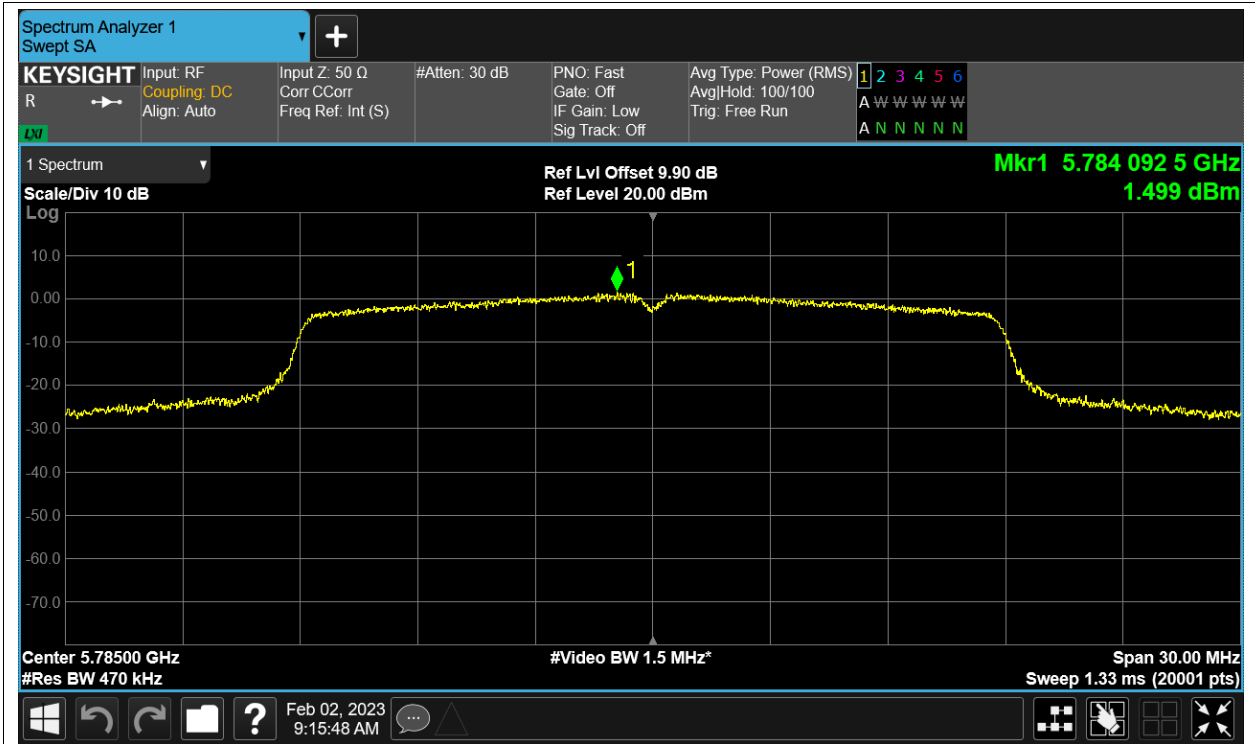 Spectrum Analyzer 1
Swept SA
KEYSIGHT
R
LXI
Input: RF
Coupling: DC
Align: Auto
Input Z: 50 Ω
Corr CCorr
Freq Ref: Int (S)
#Atten: 30 dB
PNO: Fast
Gate: Off
IF Gain: Low
Sig Track: Off
Avg Type: Power (RMS)
Avg|Hold: 100/100
Trig: Free Run
1 2 3 4 5 6
A W W W W W
A N N N N N
1 Spectrum
Scale/Div 10 dB
Ref Lvl Offset 9.90 dB
Ref Level 20.00 dBm
Mkr1 5.784 092 5 GHz
1.499 dBm
Log
10.0
0.00
-10.0
-20.0
-30.0
-40.0
-50.0
-60.0
-70.0
1
Center 5.78500 GHz
#Res BW 470 kHz
#Video BW 1.5 MHz*
Span 30.00 MHz
Sweep 1.33 ms (20001 pts)
?
Feb 02, 2023
9:15:48 AM